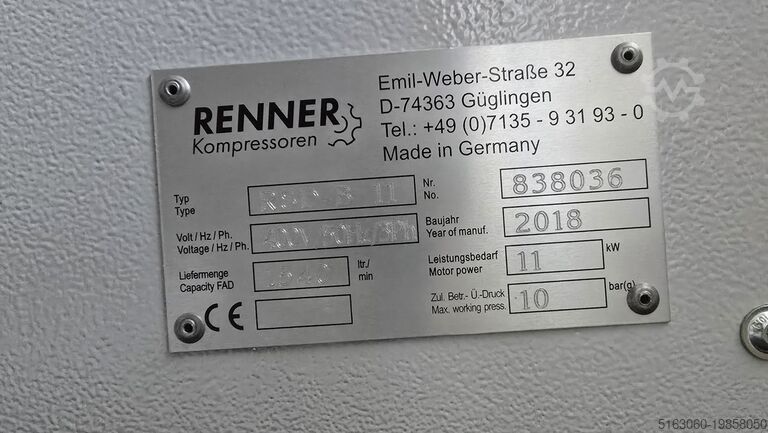 RENNER
Kompressoren
Emil-Weber-Straße 32
D-74363 Güglingen
Tel.: +49 (0)7135 - 9 31 93 - 0
Made in Germany
Typ
Type
11
Nr.
No.
838036
Volt / Hz / Ph.
Voltage / Hz / Ph.
Baujahr
Year of manuf.
2018
Liefermenge
Capacity FAD
ltr./
min
Leistungsbedarf
Motor power
11
kW
CE
Zül. Betr.- Ü.-Druck
Max. working press.
10
bar(g)
5163060-19858050